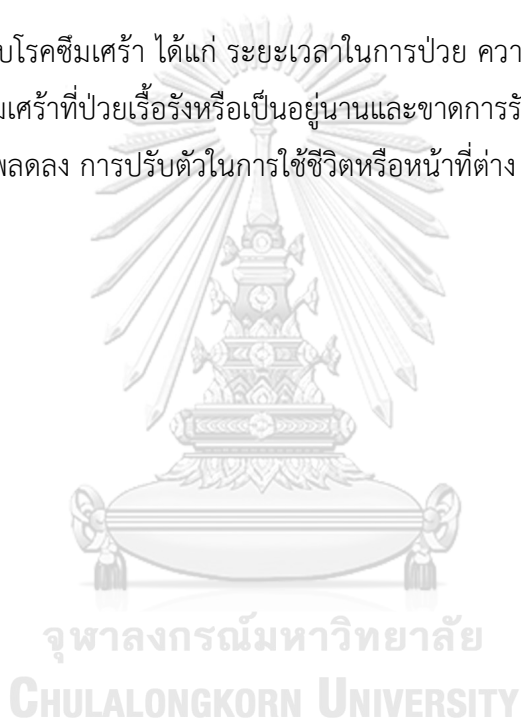 บโรคซึมเศร้า ได้แก่ ระยะเวลาในการป่วย ควา
มเศร้าที่ป่วยเรื้อรังหรือเป็นอยู่นานและขาดการรั
พลดลง การปรับตัวในการใช้ชีวิตหรือหน้าที่ต่าง
จุฬาลงกรณ์มหาวิทยาลัย
CHULALONGKORN UNIVERSITY